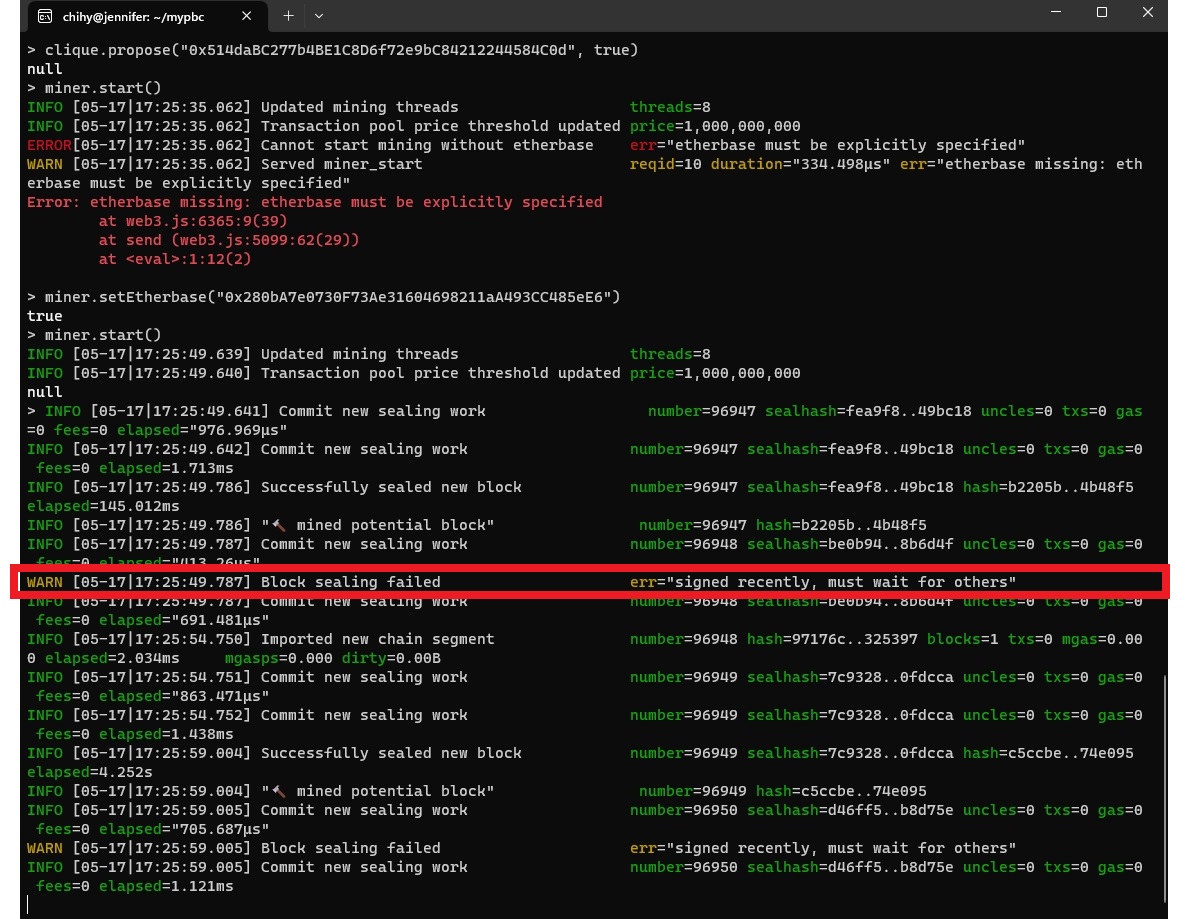 chihy@jennifer: ~/mypbc
> clique.propose("0x514daBC277b4BE1C8D6f72e9bC84212244584C0d", true)
null
> miner.start()
INFO [05-17|17:25:35.062] Updated mining threads threads=8
INFO [05-17|17:25:35.062] Transaction pool price threshold updated price=1,000,000,000
ERROR[05-17|17:25:35.062] Cannot start mining without etherbase err="etherbase must be explicitly specified"
WARN [05-17|17:25:35.062] Served miner_start reqid=10 duration="334.498µs" err="etherbase missing: eth
erbase must be explicitly specified"
Error: etherbase missing: etherbase must be explicitly specified
at web3.js:6365:9(39)
at send (web3.js:5099:62(29))
at <eval>:1:12(2)
> miner.setEtherbase("0x280bA7e0730F73Ae31604698211aA493CC485eE6")
true
> miner.start()
INFO [05-17|17:25:49.639] Updated mining threads threads=8
INFO [05-17|17:25:49.640] Transaction pool price threshold updated price=1,000,000,000
null
> INFO [05-17|17:25:49.641] Commit new sealing work number=96947 sealhash=fea9f8..49bc18 uncles=0 txs=0 gas
=0 fees=0 elapsed="976.969µs"
INFO [05-17|17:25:49.642] Commit new sealing work number=96947 sealhash=fea9f8..49bc18 uncles=0 txs=0 gas=0
fees=0 elapsed=1.713ms
INFO [05-17|17:25:49.786] Successfully sealed new block number=96947 sealhash=fea9f8..49bc18 hash=b2205b..4b48f5
elapsed=145.012ms
INFO [05-17|17:25:49.786] "🔨 mined potential block" number=96947 hash=b2205b..4b48f5
INFO [05-17|17:25:49.787] Commit new sealing work number=96948 sealhash=be0b94..8b6d4f uncles=0 txs=0 gas=0
fees=0 elapsed="413.26µs"
WARN [05-17|17:25:49.787] Block sealing failed err="signed recently, must wait for others"
INFO [05-17|17:25:49.787] Commit new sealing work number=96948 sealhash=be0b94..8b6d4f uncles=0 txs=0 gas=0
fees=0 elapsed="691.481µs"
INFO [05-17|17:25:54.750] Imported new chain segment number=96948 hash=97176c..325397 blocks=1 txs=0 mgas=0.00
0 elapsed=2.034ms mgasps=0.000 dirty=0.00B
INFO [05-17|17:25:54.751] Commit new sealing work number=96949 sealhash=7c9328..0fdcca uncles=0 txs=0 gas=0
fees=0 elapsed="863.471µs"
INFO [05-17|17:25:54.752] Commit new sealing work number=96949 sealhash=7c9328..0fdcca uncles=0 txs=0 gas=0
fees=0 elapsed=1.438ms
INFO [05-17|17:25:59.004] Successfully sealed new block number=96949 sealhash=7c9328..0fdcca hash=c5ccbe..74e095
elapsed=4.252s
INFO [05-17|17:25:59.004] "🔨 mined potential block" number=96949 hash=c5ccbe..74e095
INFO [05-17|17:25:59.005] Commit new sealing work number=96950 sealhash=d46ff5..b8d75e uncles=0 txs=0 gas=0
fees=0 elapsed="705.687µs"
WARN [05-17|17:25:59.005] Block sealing failed err="signed recently, must wait for others"
INFO [05-17|17:25:59.005] Commit new sealing work number=96950 sealhash=d46ff5..b8d75e uncles=0 txs=0 gas=0
fees=0 elapsed=1.121ms